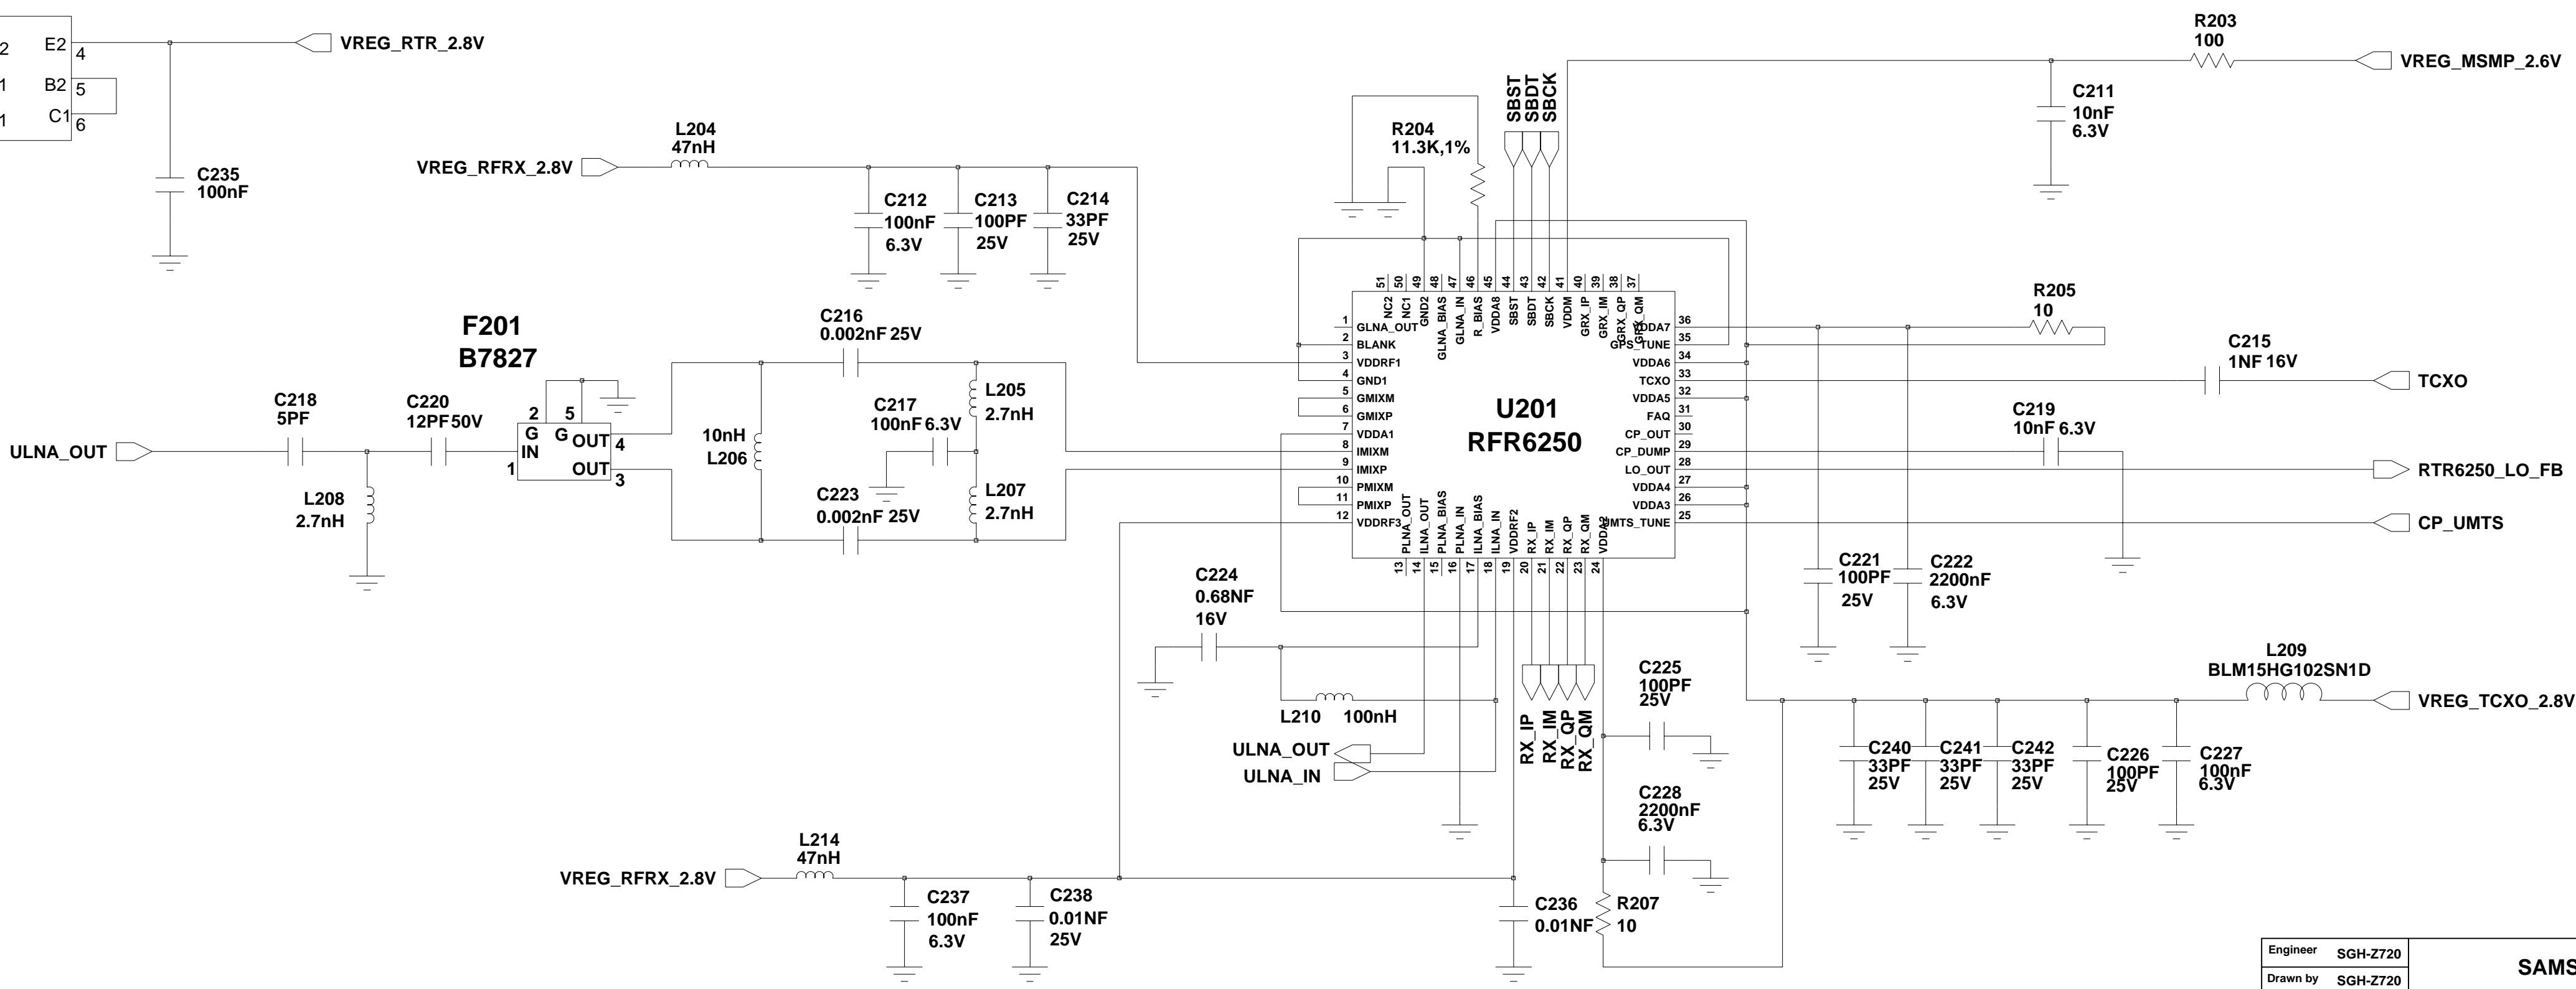 2 E2 4 VREG_RTR_2.8V
1 B2 5
1 C1 6
C235
100nF
R203
100
VREG_MSMP_2.6V
C211
10nF
6.3V
SBST
SBDT
SBCK
R204
11.3K,1%
L204
47nH
VREG_RFRX_2.8V
C212
100nF
6.3V
C213
100PF
25V
C214
33PF
25V
F201
B7827
C216
0.002nF 25V
C218
5PF
C220
12PF 50V
ULNA_OUT
L208
2.7nH
2 5
G G OUT 4
IN
1 OUT 3
10nH
L206
C217
100nF 6.3V
L205
2.7nH
L207
2.7nH
C223
0.002nF 25V
51 50 49 48 47 46 45 44 43 42 41 40 39 38 37
NC2 NC1 GND2 GLNA_BIAS GLNA_IN R_BIAS VDDA8 SBST SBDT SBCK VDDM GRX_IP GRX_IM GRX_QP GRX_QM
1 GLNA_OUT
2 BLANK
3 VDDRF1
4 GND1
5 GMIXM
6 GMIXP
7 VDDA1
8 IMIXM
9 IMIXP
10 PMIXM
11 PMIXP
12 VDDRF3
U201
RFR6250
VDDA7 36
GPS_TUNE 35
VDDA6 34
TCXO 33
VDDA5 32
FAQ 31
CP_OUT 30
CP_DUMP 29
LO_OUT 28
VDDA4 27
VDDA3 26
UMTS_TUNE 25
PLNA_OUT ILNA_OUT PLNA_BIAS PLNA_IN ILNA_BIAS ILNA_IN VDDRF2 RX_IP RX_IM RX_QP RX_QM VDDA2
13 14 15 16 17 18 19 20 21 22 23 24
R205
10
C215
1NF 16V
TCXO
C219
10nF 6.3V
RTR6250_LO_FB
CP_UMTS
C221
100PF
25V
C222
2200nF
6.3V
C224
0.68NF
16V
L210 100nH
ULNA_OUT
ULNA_IN
RX_IP
RX_IM
RX_QP
RX_QM
C225
100PF
25V
C228
2200nF
6.3V
L209
BLM15HG102SN1D
VREG_TCXO_2.8V
C240
33PF
25V
C241
33PF
25V
C242
33PF
25V
C226
100PF
25V
C227
100nF
6.3V
L214
47nH
VREG_RFRX_2.8V
C237
100nF
6.3V
C238
0.01NF
25V
C236
0.01NF
R207
10
Engineer SGH-Z720
Drawn by SGH-Z720
SAMS